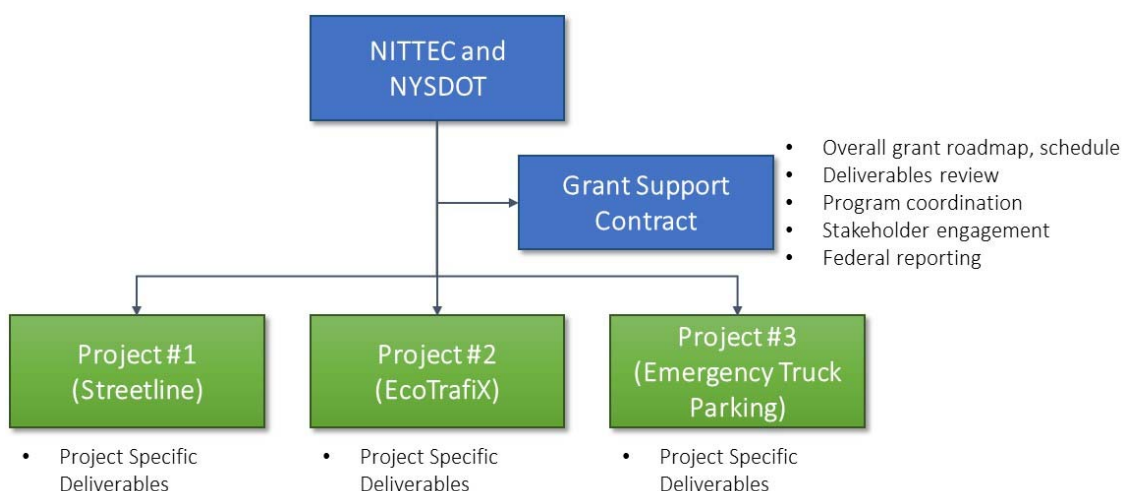 NITTEC and
NYSDOT
Grant Support
Contract
• Overall grant roadmap, schedule
• Deliverables review
• Program coordination
• Stakeholder engagement
• Federal reporting
Project #1
(Streetline)
Project #2
(EcoTrafiX)
Project #3
(Emergency Truck
Parking)
• Project Specific
Deliverables
• Project Specific
Deliverables
• Project Specific
Deliverables